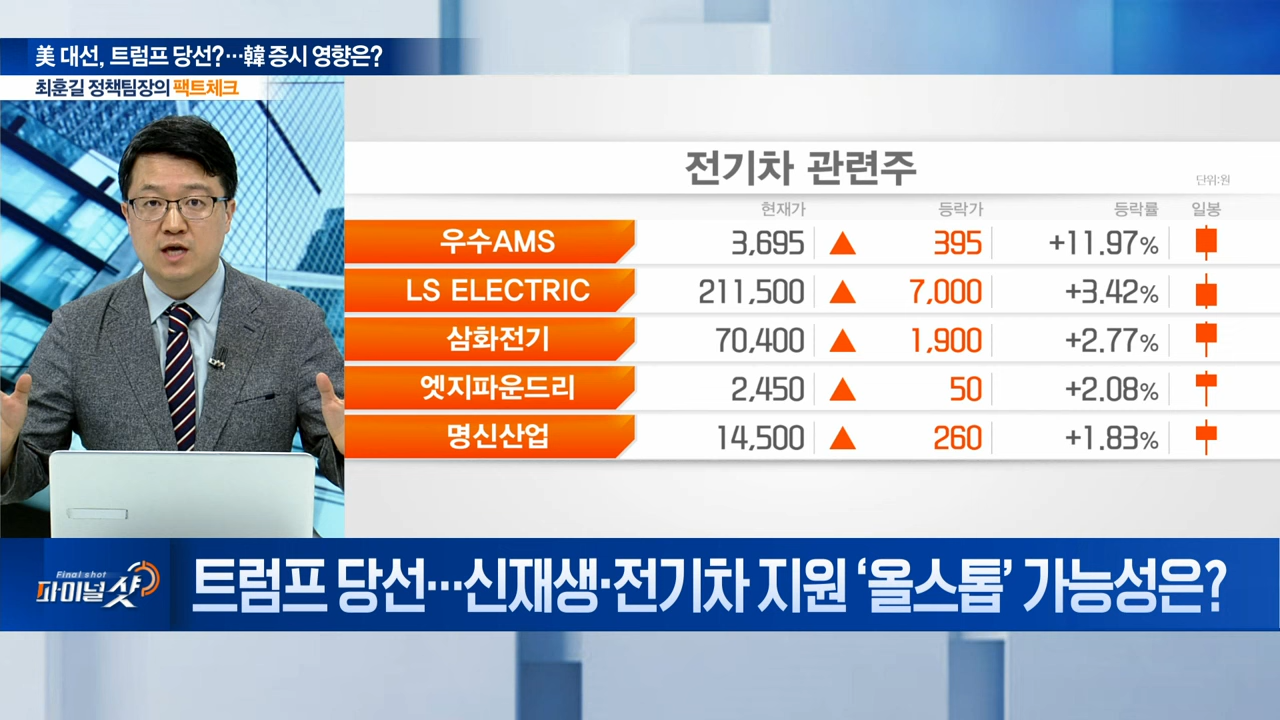 美 대선, 트럼프 당선?…韓 증시 영향은?
최훈길 정책팀장의 팩트체크
전기차 관련주
단위:원
현재가 등락가 등락률 일봉
우수AMS 3,695 ▲ 395 +11.97%
LS ELECTRIC 211,500 ▲ 7,000 +3.42%
삼화전기 70,400 ▲ 1,900 +2.77%
엣지파운드리 2,450 ▲ 50 +2.08%
명신산업 14,500 ▲ 260 +1.83%
Final shot
파이널샷
트럼프 당선…신재생·전기차 지원 ‘올스톱’ 가능성은?